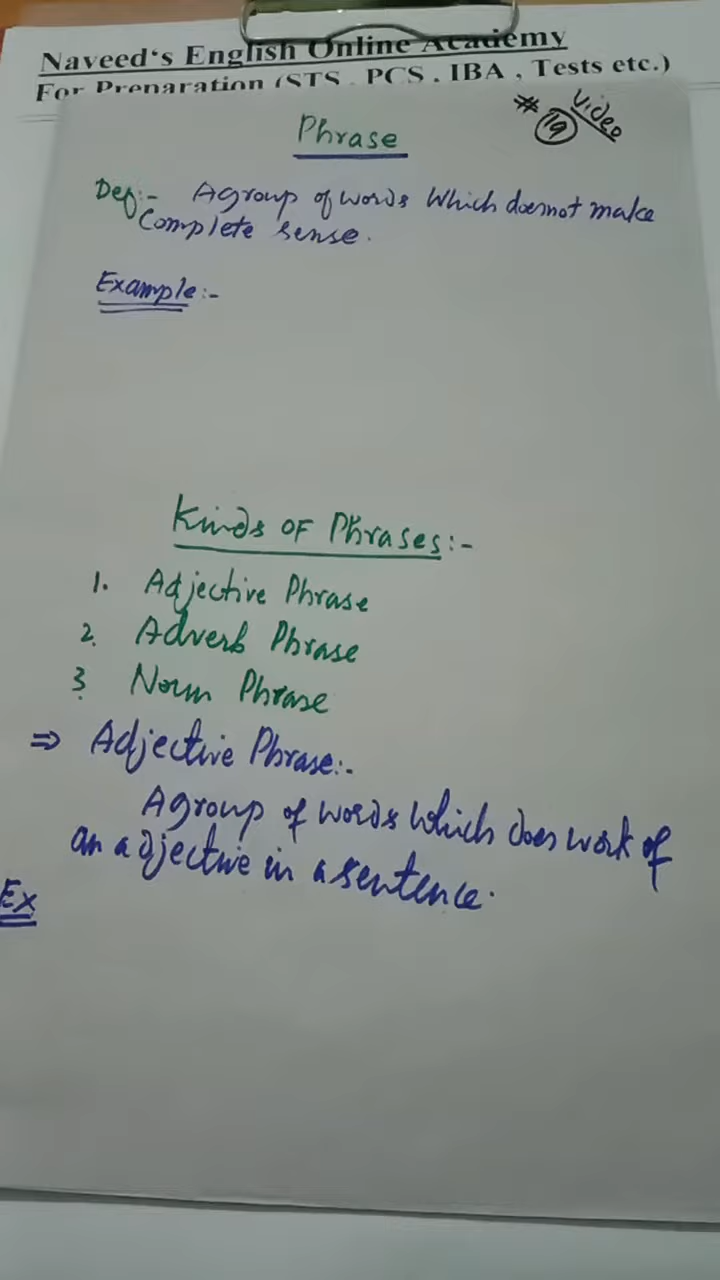 Naveed's English Online Academy
For Preparation (STS, PCS, IBA, Tests etc.)
# 19 Video
Phrase
Def:- A group of words which doesnot make
complete sense.
Example:-
Kinds of Phrases:-
1. Adjective Phrase
2. Adverb Phrase
3. Noun Phrase
⇒ Adjective Phrase:-
A group of words which does work of
an adjective in a sentence.
Ex